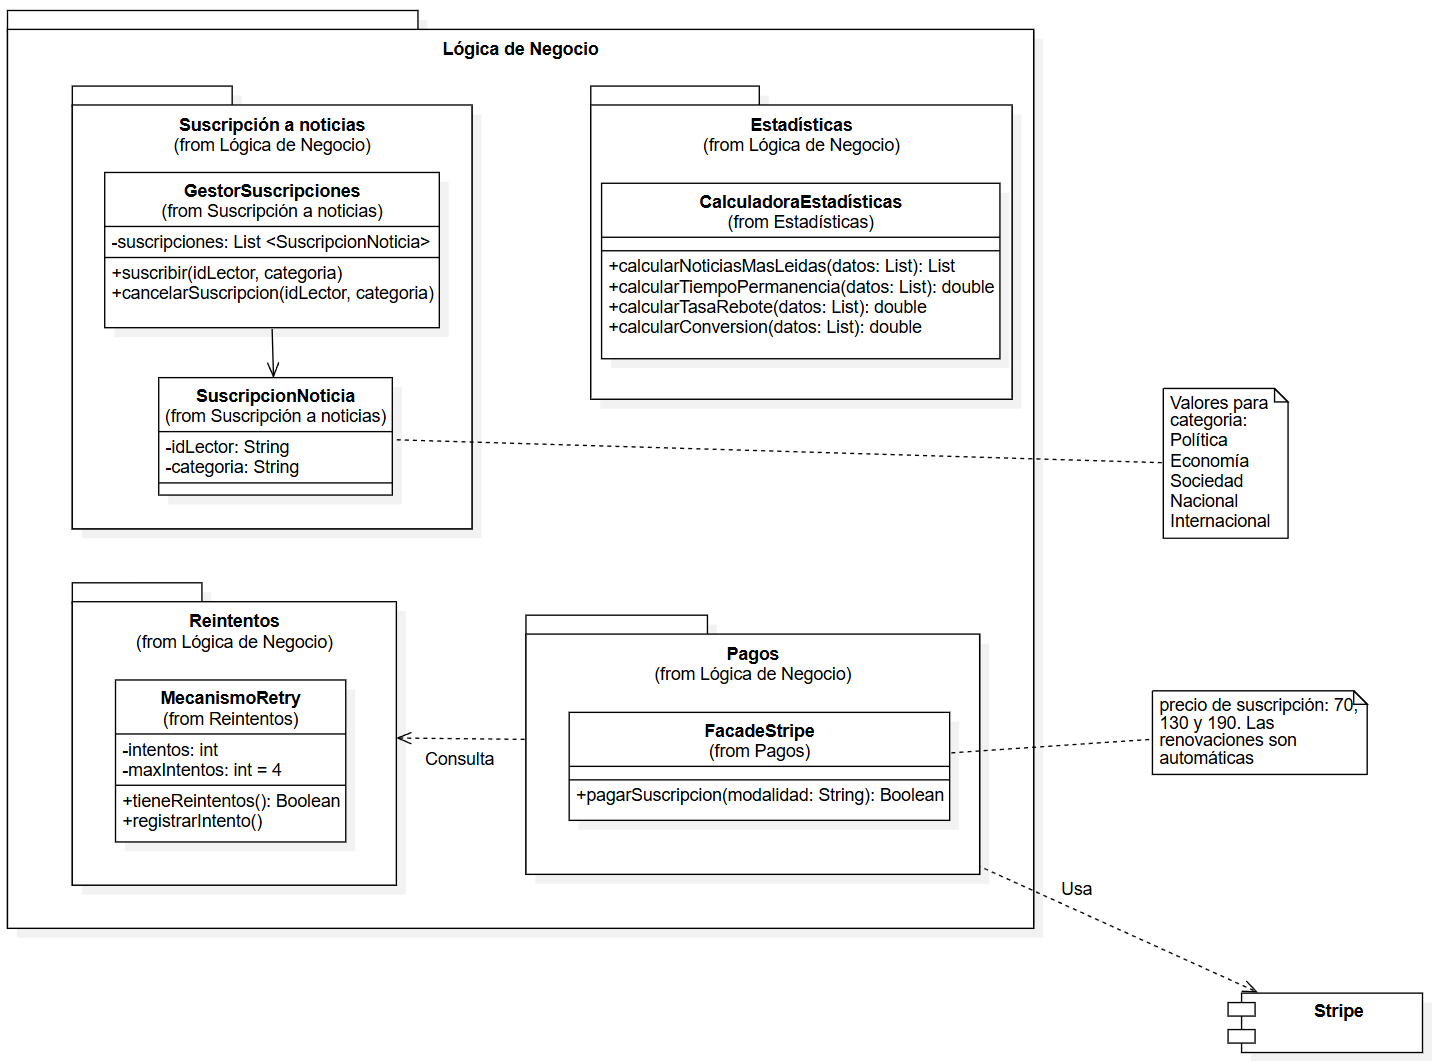 Lógica de Negocio
Suscripción a noticias
(from Lógica de Negocio)
GestorSuscripciones
(from Suscripción a noticias)
-suscripciones: List <SuscripcionNoticia>
+suscribir(idLector, categoria)
+cancelarSuscripcion(idLector, categoria)
SuscripcionNoticia
(from Suscripción a noticias)
-idLector: String
-categoria: String
Estadísticas
(from Lógica de Negocio)
CalculadoraEstadísticas
(from Estadísticas)
+calcularNoticiasMasLeidas(datos: List): List
+calcularTiempoPermanencia(datos: List): double
+calcularTasaRebote(datos: List): double
+calcularConversion(datos: List): double
Valores para
categoria:
Política
Economía
Sociedad
Nacional
Internacional
Reintentos
(from Lógica de Negocio)
MecanismoRetry
(from Reintentos)
-intentos: int
-maxIntentos: int = 4
+tieneReintentos(): Boolean
+registrarIntento()
Consulta
Pagos
(from Lógica de Negocio)
FacadeStripe
(from Pagos)
+pagarSuscripcion(modalidad: String): Boolean
precio de suscripción: 70,
130 y 190. Las
renovaciones son
automáticas
Usa
Stripe